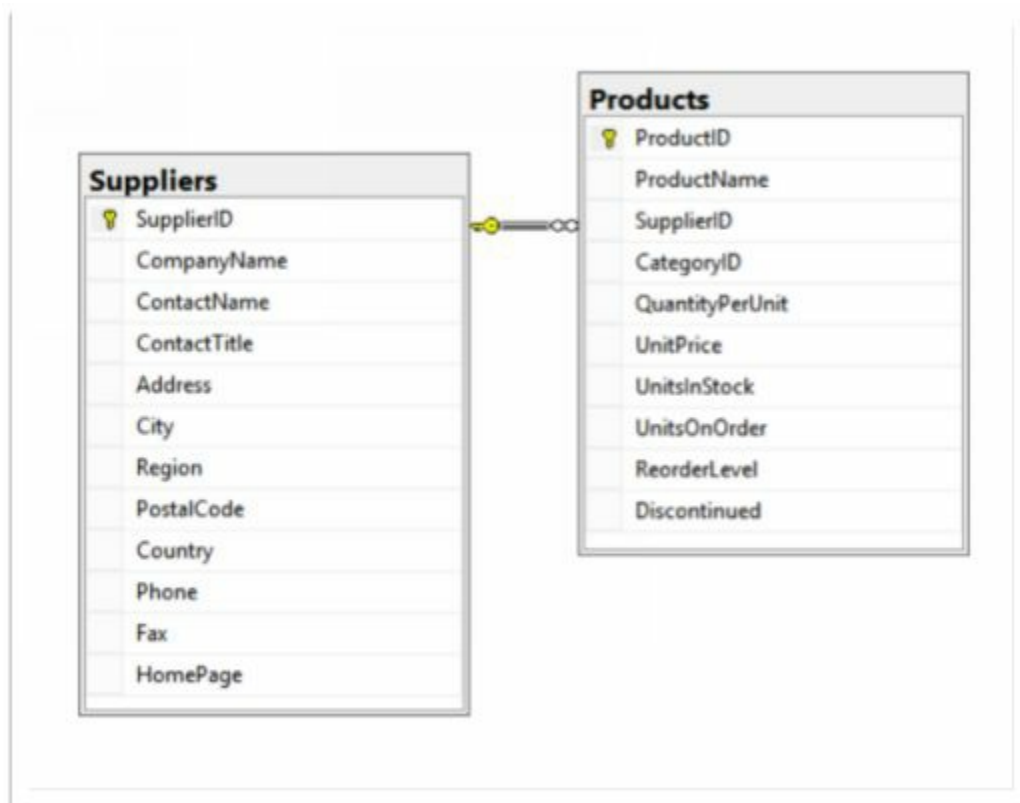 Suppliers
SupplierID
CompanyName
ContactName
ContactTitle
Address
City
Region
PostalCode
Country
Phone
Fax
HomePage
Products
ProductID
ProductName
SupplierID
CategoryID
QuantityPerUnit
UnitPrice
UnitsInStock
UnitsOnOrder
ReorderLevel
Discontinued